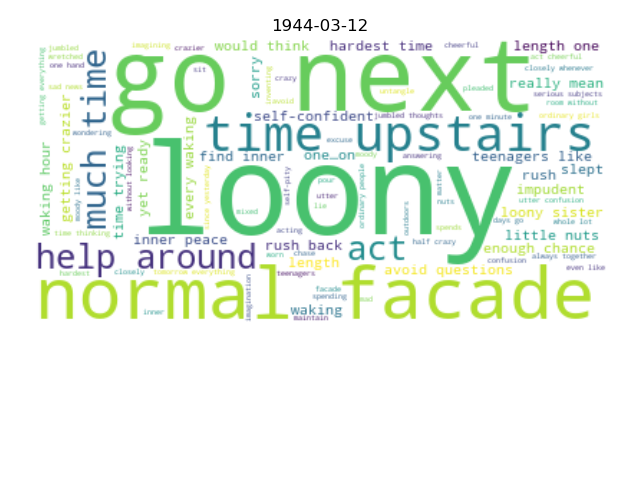 1944-03-12
go next
loony
normal facade
time upstairs
much time
help around
act
would think
hardest time
cheerful
length one
jumbled
wretched
one hand
sad news
getting everything
imagining
crazier
sit
sorry
inventing
crazy
avoid
untangle
pleaded
act cheerful
closely whenever
really mean
serious subjects
room without
self-confident
jumbled thoughts
one minute
ordinary girls
wondering
waking hour
getting crazier
moody like
time thinking
time trying
without looking
yet ready
every waking
excuse
find inner
one…on
moody
answering
teenagers like
rush
slept
impudent
utter confusion
loony sister
days go
whole lot
little nuts
enough chance
always together
even like
since yesterday
mixed
self-pity
pour
utter
lie
acting
ordinary people
outdoors
matter
nuts
spends
half crazy
confusion
inner peace
rush back
worn
chase
length
teenagers
avoid questions
hardest
closely
tomorrow everything
imagination
facade
spending
mad
inner
waking
maintain